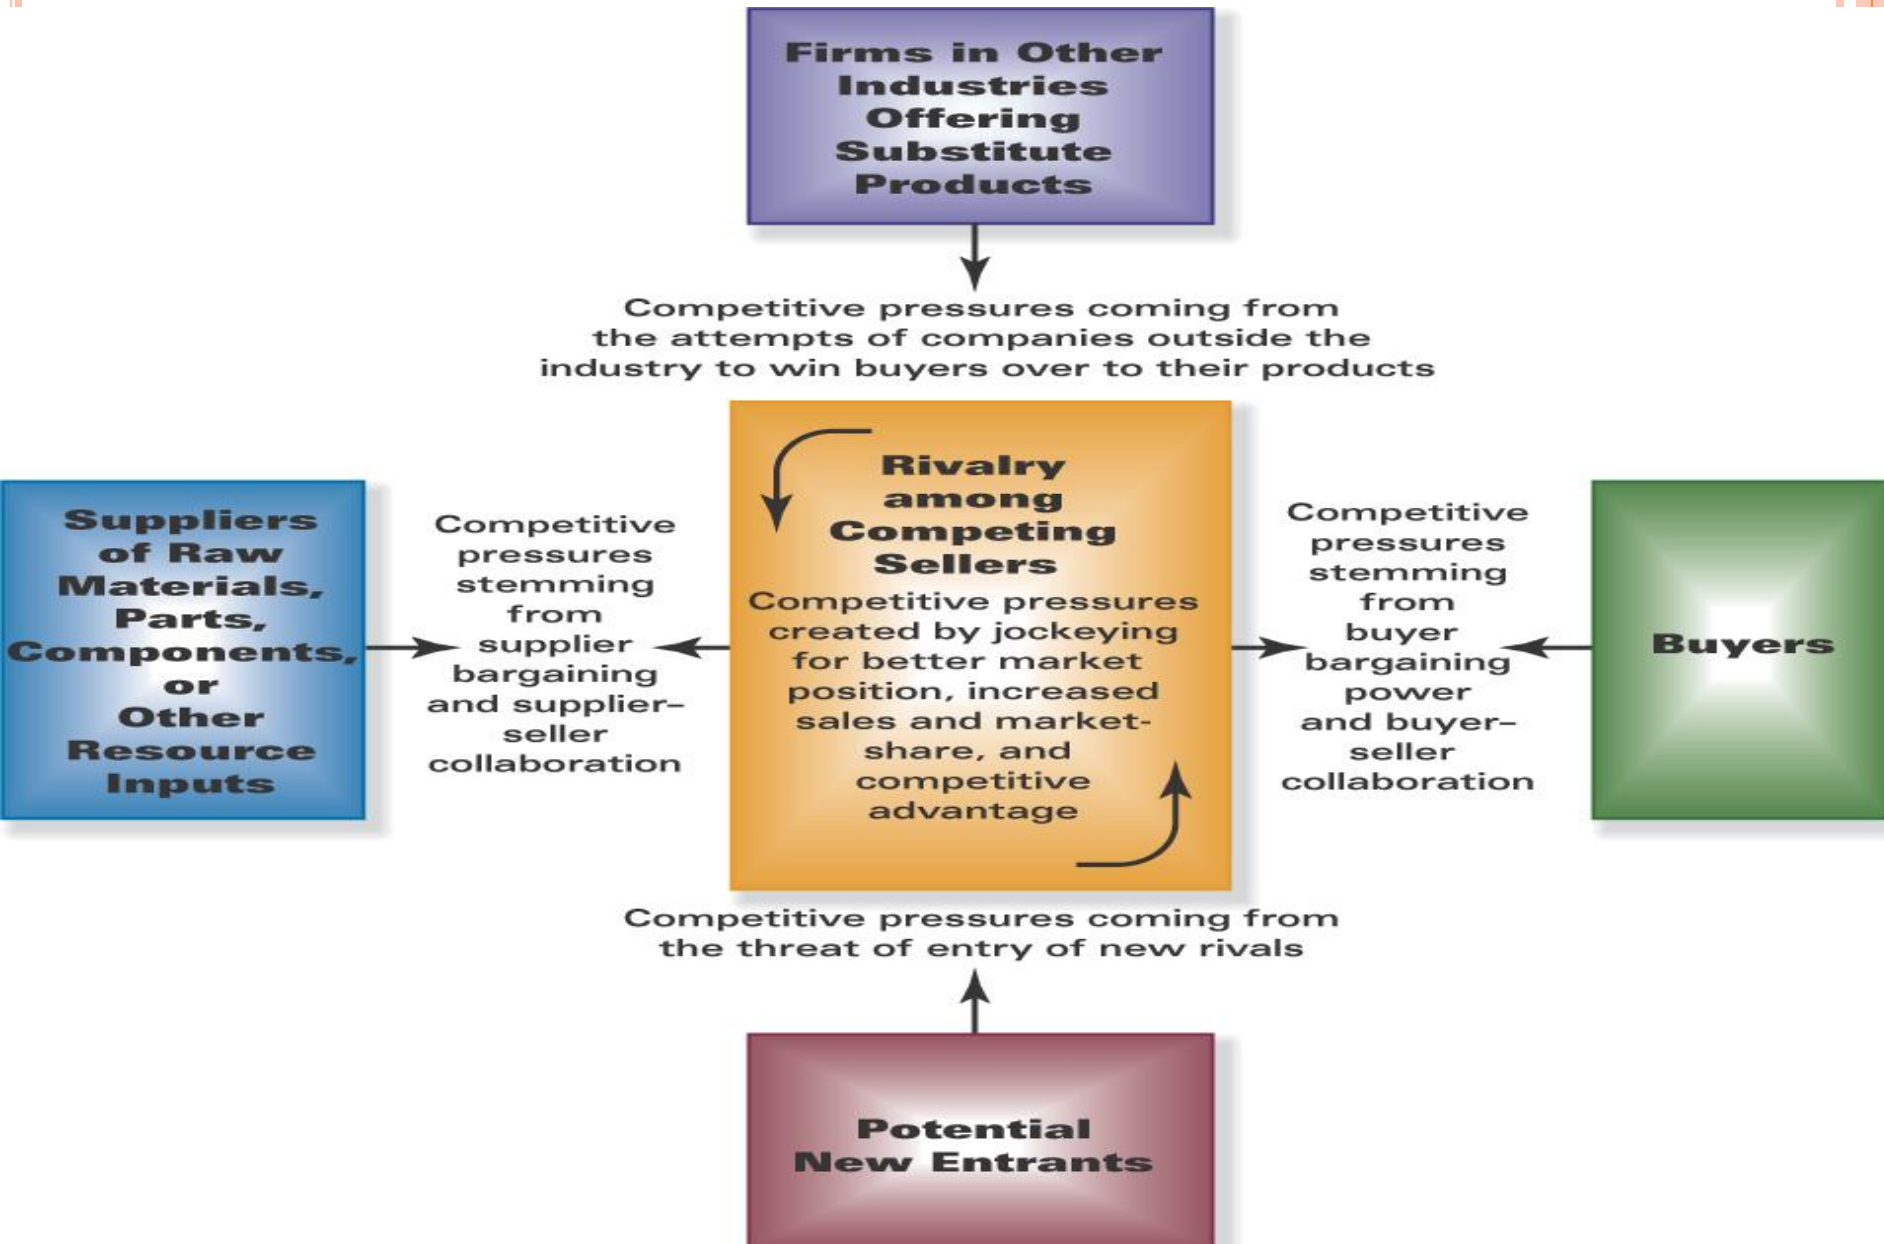 Firms in Other
Industries
Offering
Substitute
Products
Competitive pressures coming from
the attempts of companies outside the
industry to win buyers over to their products
Suppliers
of Raw
Materials,
Parts,
Components,
or
Other
Resource
Inputs
Competitive
pressures
stemming
from
supplier
bargaining
and supplier–
seller
collaboration
Rivalry
among
Competing
Sellers
Competitive pressures
created by jockeying
for better market
position, increased
sales and market-
share, and
competitive
advantage
Competitive
pressures
stemming
from
buyer
bargaining
power
and buyer–
seller
collaboration
Buyers
Competitive pressures coming from
the threat of entry of new rivals
Potential
New Entrants